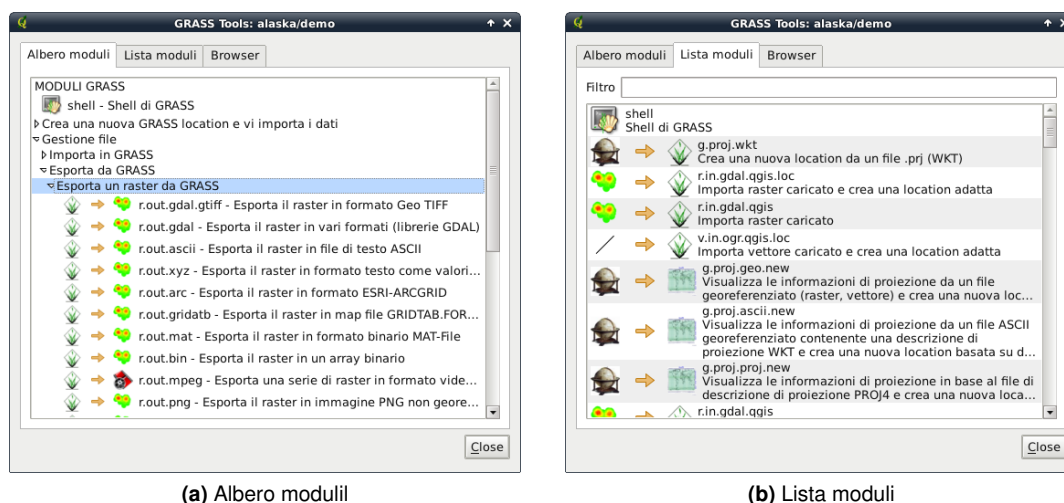 GRASS Tools: alaska/demo
Albero moduli Lista moduli Browser
MODULI GRASS
shell - Shell di GRASS
Crea una nuova GRASS location e vi importa i dati
Gestione file
Importa in GRASS
Esporta da GRASS
Esporta un raster da GRASS
r.out.gdal.gtiff - Esporta il raster in formato Geo TIFF
r.out.gdal - Esporta il raster in vari formati (librerie GDAL)
r.out.ascii - Esporta il raster in file di testo ASCII
r.out.xyz - Esporta il raster in formato testo come valori...
r.out.arc - Esporta il raster in formato ESRI-ARCGRID
r.out.gridatb - Esporta il raster in map file GRIDTAB.FOR...
r.out.mat - Esporta il raster in formato binario MAT-File
r.out.bin - Esporta il raster in un array binario
r.out.mpeg - Esporta una serie di raster in formato vide...
r.out.png - Esporta il raster in immagine PNG non geore...
Close
(a) Albero modulil
GRASS Tools: alaska/demo
Albero moduli Lista moduli Browser
Filtro
shell
Shell di GRASS
g.proj.wkt
Crea una nuova location da un file .prj (WKT)
r.in.gdal.qgis.loc
Importa raster caricato e crea una location adatta
r.in.gdal.qgis
Importa raster caricato
v.in.ogr.qgis.loc
Importa vettore caricato e crea una location adatta
g.proj.geo.new
Visualizza le informazioni di proiezione da un file
georeferenziato (raster, vettore) e crea una nuova loc...
g.proj.ascii.new
Visualizza le informazioni di proiezione da un file ASCII
georeferenziato contenente una descrizione di
proiezione WKT e crea una nuova location basata su d...
g.proj.proj.new
Visualizza le informazioni di proiezione in base al file di
descrizione di proiezione PROJ4 e crea una nuova loca...
r.in.gdal.qgis
Close
(b) Lista moduli